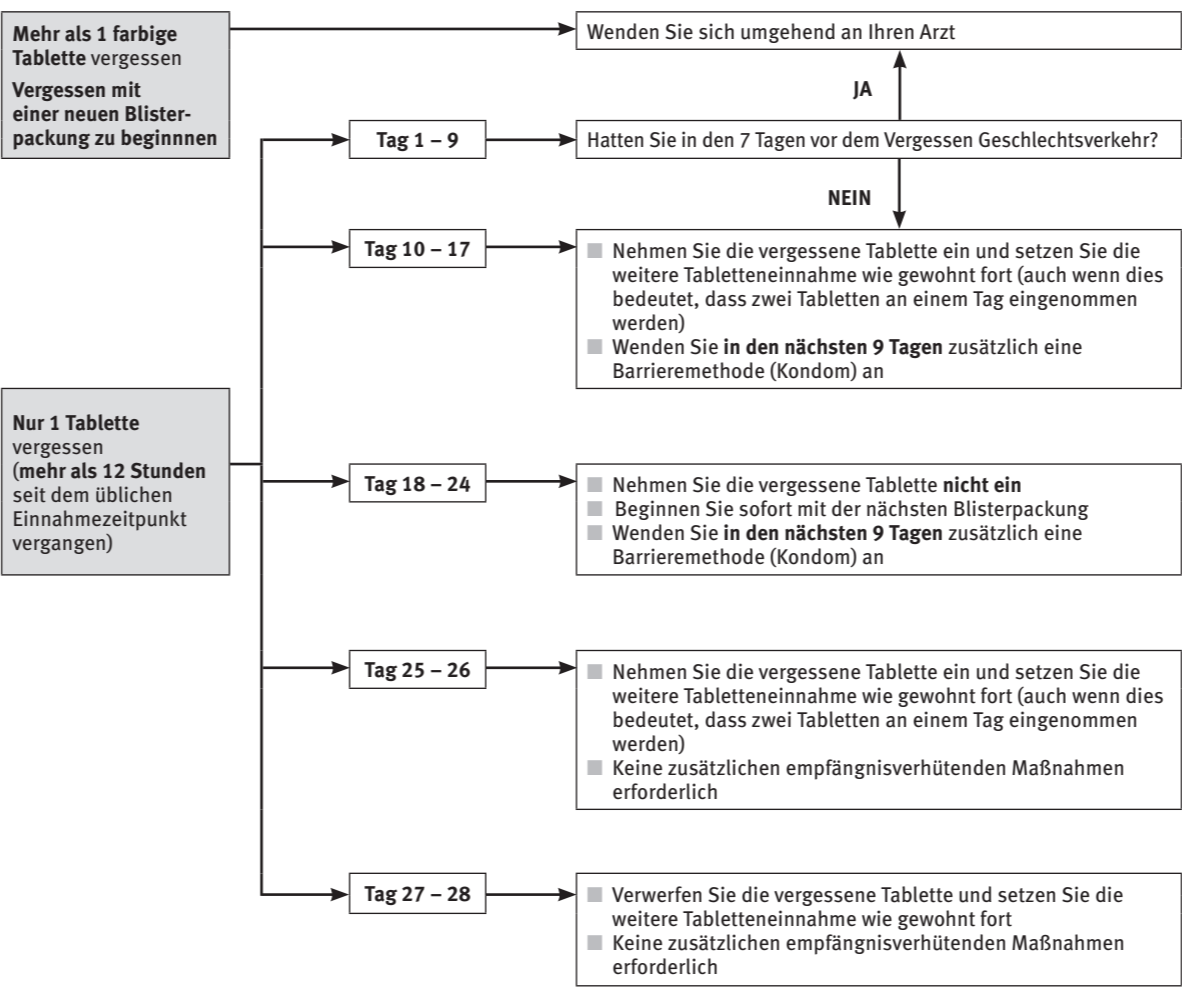 Mehr als 1 farbige
Tablette vergessen
Vergessen mit
einer neuen Blister-
packung zu beginnnen
Wenden Sie sich umgehend an Ihren Arzt
JA
Tag 1 – 9
Hatten Sie in den 7 Tagen vor dem Vergessen Geschlechtsverkehr?
NEIN
Tag 10 – 17
Nehmen Sie die vergessene Tablette ein und setzen Sie die
weitere Tabletteneinnahme wie gewohnt fort (auch wenn dies
bedeutet, dass zwei Tabletten an einem Tag eingenommen
werden)
Wenden Sie in den nächsten 9 Tagen zusätzlich eine
Barrieremethode (Kondom) an
Nur 1 Tablette
vergessen
(mehr als 12 Stunden
seit dem üblichen
Einnahmezeitpunkt
vergangen)
Tag 18 – 24
Nehmen Sie die vergessene Tablette nicht ein
Beginnen Sie sofort mit der nächsten Blisterpackung
Wenden Sie in den nächsten 9 Tagen zusätzlich eine
Barrieremethode (Kondom) an
Tag 25 – 26
Nehmen Sie die vergessene Tablette ein und setzen Sie die
weitere Tabletteneinnahme wie gewohnt fort (auch wenn dies
bedeutet, dass zwei Tabletten an einem Tag eingenommen
werden)
Keine zusätzlichen empfängnisverhütenden Maßnahmen
erforderlich
Tag 27 – 28
Verwerfen Sie die vergessene Tablette und setzen Sie die
weitere Tabletteneinnahme wie gewohnt fort
Keine zusätzlichen empfängnisverhütenden Maßnahmen
erforderlich